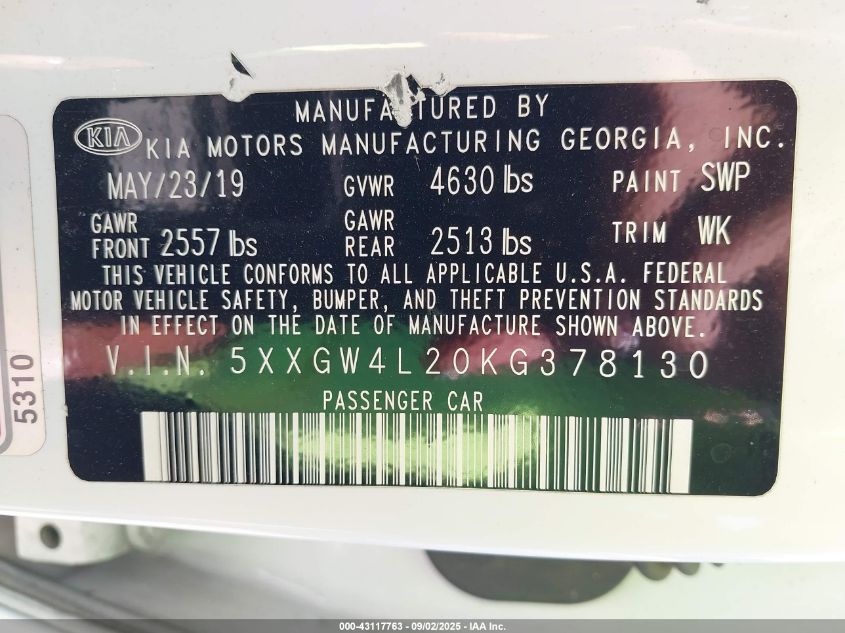 MANUFACTURED BY
KIA KIA MOTORS MANUFACTURING GEORGIA, INC.
MAY/23/19 GVWR 4630 lbs PAINT SWP
GAWR FRONT 2557 lbs GAWR REAR 2513 lbs TRIM WK
THIS VEHICLE CONFORMS TO ALL APPLICABLE U.S.A. FEDERAL
MOTOR VEHICLE SAFETY, BUMPER, AND THEFT PREVENTION STANDARDS
IN EFFECT ON THE DATE OF MANUFACTURE SHOWN ABOVE.
V.I.N. 5XXGW4L20KG378130
PASSENGER CAR
5310
000-43117763 - 09/02/2025 - IAA Inc.